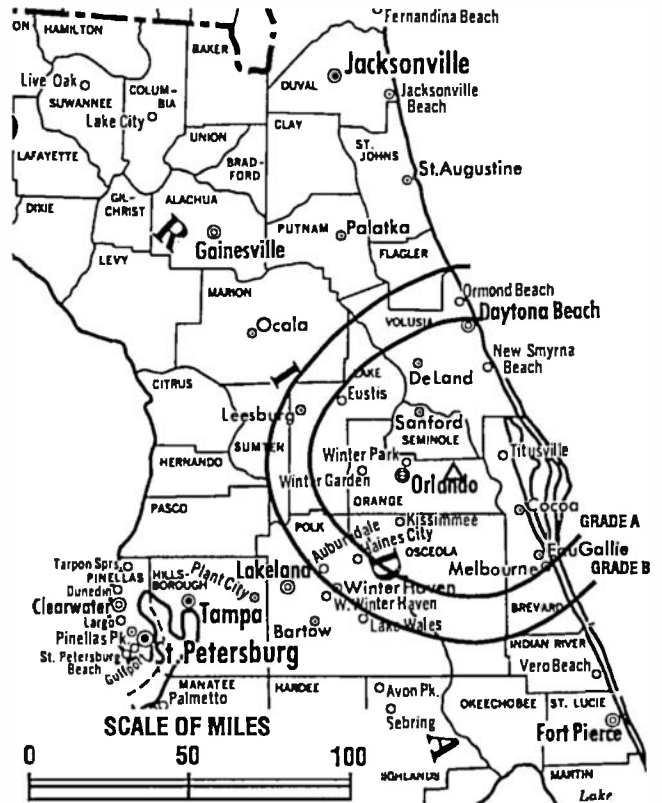 ON
HAMILTON
Fernandina Beach
BAKER
Jacksonville
Live Oak
DUVAL
COLUM-
BIA
Jacksonville
Beach
SUWANNEE
Lake City
CLAY
UNION
ST.
JOHNS
LAFAYETTE
BRAD-
FORD
St. Augustine
GIL-
CHRIST
ALACHUA
DIXIE
R
PUTNAM
Palatka
Gainesville
FLAGLER
LEVY
MARION
Ormond Beach
Daytona Beach
VOLUSIA
Ocala
New Smyrna
Beach
I
LAKE
DeLand
CITRUS
Eustis
Leesburg
Sanford
SEMINOLE
SUMTER
Winter Park
Titusville
HERNANDO
Winter Garden
Orlando
ORANGE
PASCO
Cocoa
POLK
Kissimmee
GRADE A
Auburndale
Haines City
OSCEOLA
Eau Gallie
Tarpon Sprs.
PINELLAS
HILLS-
BOROUGH
Plant City
Lakeland
Melbourne
GRADE B
Dunedin
Winter Haven
Clearwater
Tampa
W. Winter Haven
BREVARD
Largo
Bartow
Lake Wales
Pinellas Pk.
St. Petersburg
INDIAN RIVER
St. Petersburg
Beach
Gulfport
Vero Beach
MANATEE
HARDEE
Avon Pk.
Palmetto
OKEECHOBEE
ST. LUCIE
SCALE OF MILES
Sebring
Fort Pierce
A
0 50 100
HIGHLANDS
MARTIN
Lake